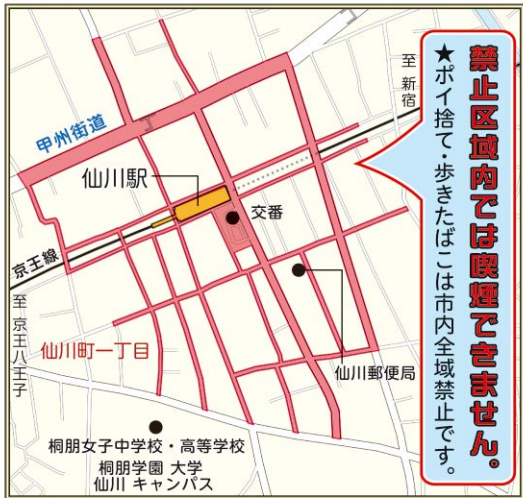 禁止区域内では喫煙できません。
★ポイ捨て・歩きたばこは市内全域禁止です。
至 新宿
甲州街道
仙川駅
交番
京王線
至 京王八王子
仙川町一丁目
仙川郵便局
桐朋女子中学校・高等学校
桐朋学園 大学
仙川 キャンパス